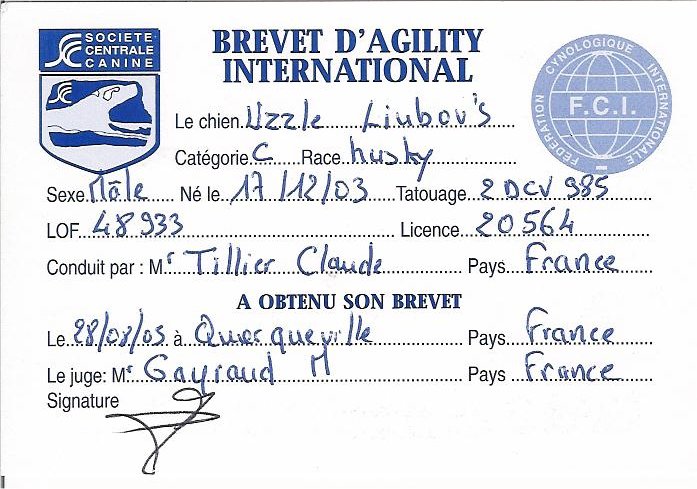 SOCIETE
CENTRALE
CANINE
BREVET D'AGILITY
INTERNATIONAL
FEDERATION CYNOLOGIQUE INTERNATIONALE
F.C.I.
Le chien Uzzle Liubov's
Catégorie C Race husky
Sexe Mâle Né le 17/12/03 Tatouage 2DCV 985
LOF 48933 Licence 20564
Conduit par : Mr Tillier Claude Pays France
A OBTENU SON BREVET
Le 28/08/05 à Querqueville Pays France
Le juge: Mr Gayraud M Pays France
Signature